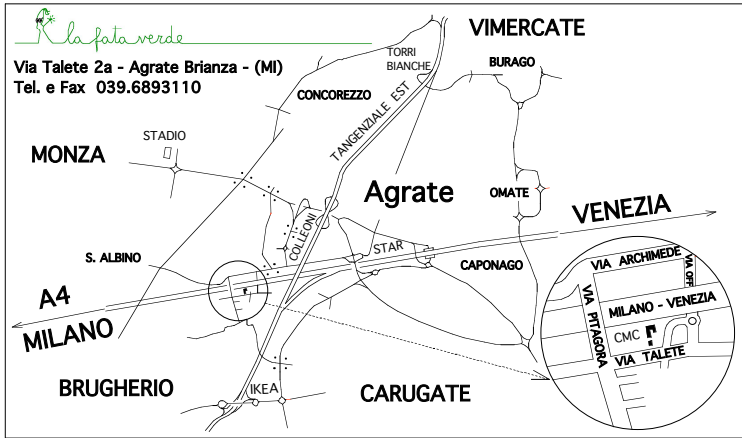 la fata verde
Via Talete 2a - Agrate Brianza - (MI)
Tel. e Fax 039.6893110
VIMERCATE
TORRI
BIANCHE
BURAGO
CONCOREZZO
TANGENZIALE EST
STADIO
MONZA
Agrate
OMATE
VENEZIA
COLLEONI
STAR
S. ALBINO
CAPONAGO
A4
MILANO
VIA ARCHIMEDE
VIA OFF
VIA PITAGORA
MILANO - VENEZIA
CMC
VIA TALETE
BRUGHERIO
IKEA
CARUGATE